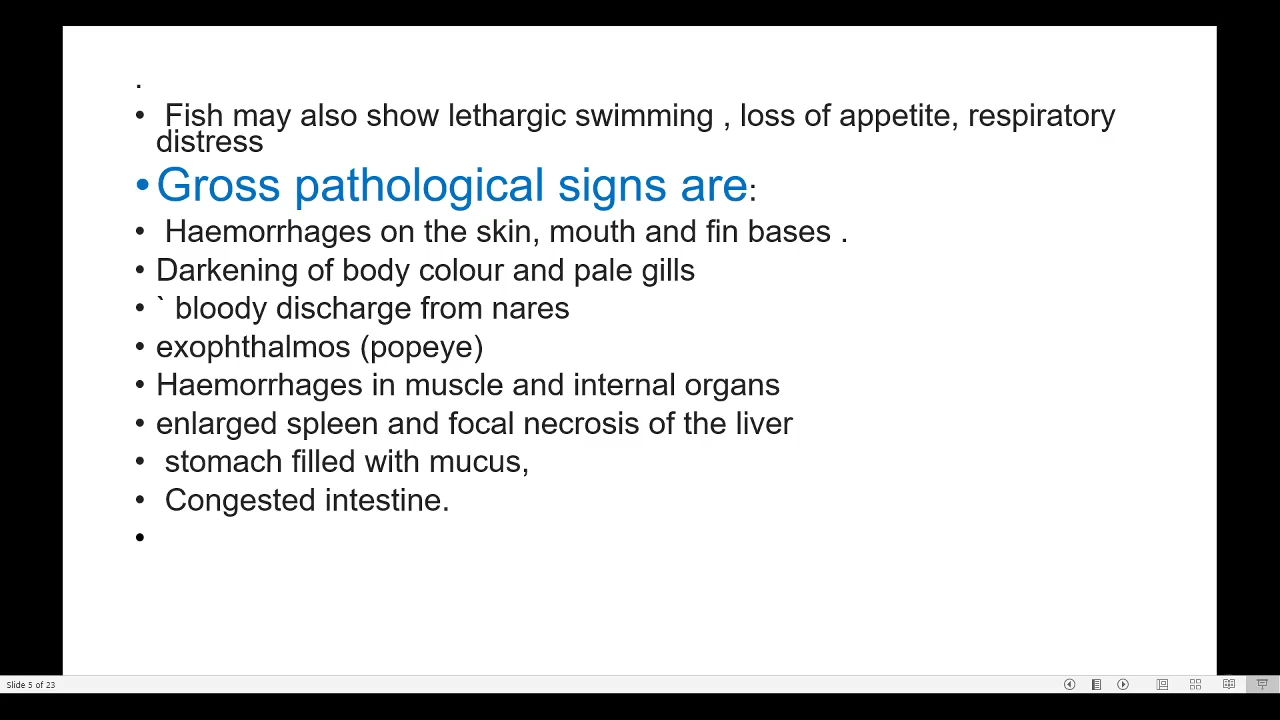 .
• Fish may also show lethargic swimming , loss of appetite, respiratory
distress
•Gross pathological signs are:
• Haemorrhages on the skin, mouth and fin bases .
• Darkening of body colour and pale gills
• ` bloody discharge from nares
• exophthalmos (popeye)
• Haemorrhages in muscle and internal organs
• enlarged spleen and focal necrosis of the liver
• stomach filled with mucus,
• Congested intestine.
•
Slide 5 of 23